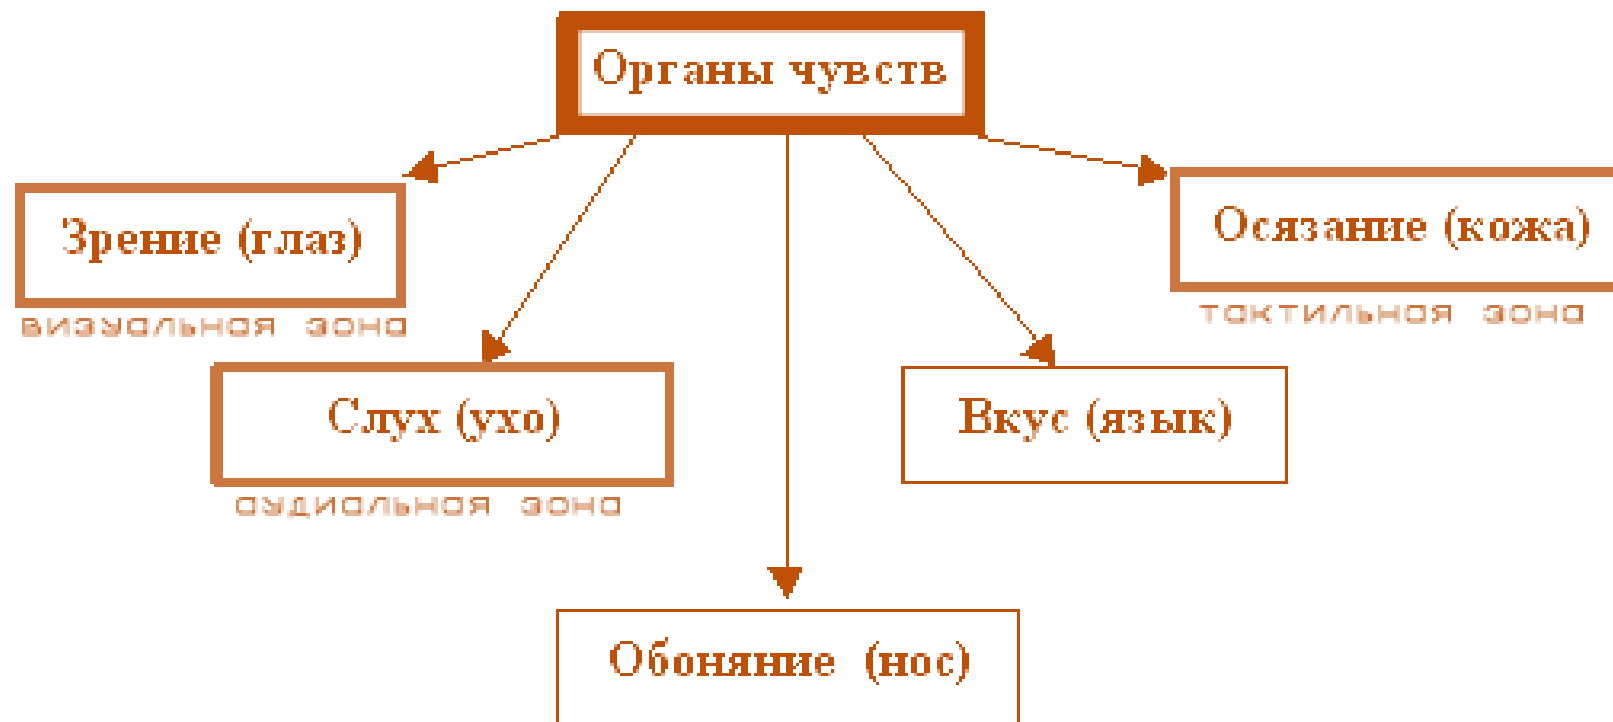 Органы чувств
Зрение (глаз)
визуальная зона
Осязание (кожа)
тактильная зона
Слух (ухо)
аудиальная зона
Вкус (язык)
Обоняние (нос)